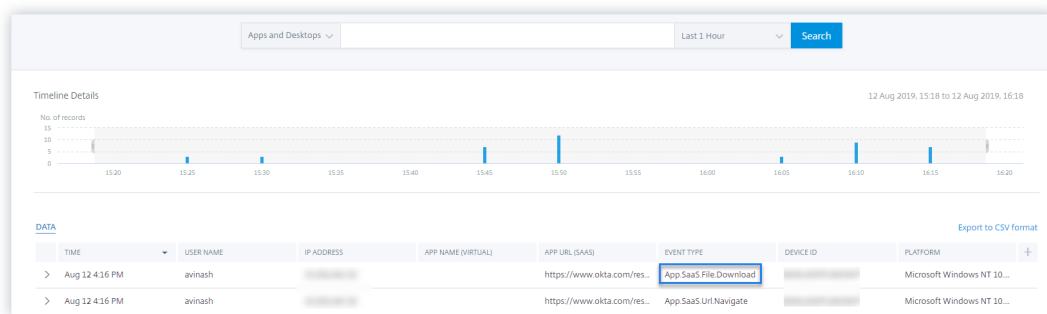 Apps and Desktops Last 1 Hour Search
Timeline Details 12 Aug 2019, 15:18 to 12 Aug 2019, 16:18
No. of records
15
10
5
0
15:20 15:25 15:30 15:35 15:40 15:45 15:50 15:55 16:00 16:05 16:10 16:15 16:20
DATA Export to CSV format
TIME USER NAME IP ADDRESS APP NAME (VIRTUAL) APP URL (SAAS) EVENT TYPE DEVICE ID PLATFORM +
Aug 12 4:16 PM avinash https://www.okta.com/res... App.SaaS.File.Download Microsoft Windows NT 10...
Aug 12 4:16 PM avinash https://www.okta.com/res... App.SaaS.Url.Navigate Microsoft Windows NT 10...